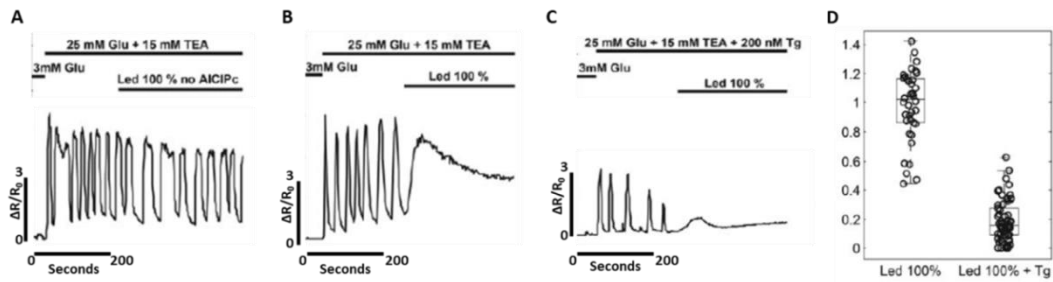 A
25 mM Glu + 15 mM TEA
3mM Glu
Led 100 % no AlClPc
3
ΔR/R0
0
0 200
Seconds
B
25 mM Glu + 15 mM TEA
3mM Glu
Led 100 %
3
ΔR/R0
0
0 200
Seconds
C
25 mM Glu + 15 mM TEA + 200 nM Tg
3mM Glu
Led 100 %
3
ΔR/R0
0
0 200
Seconds
D
1.4
1.2
1
0.8
0.6
0.4
0.2
0
Led 100% Led 100% + Tg